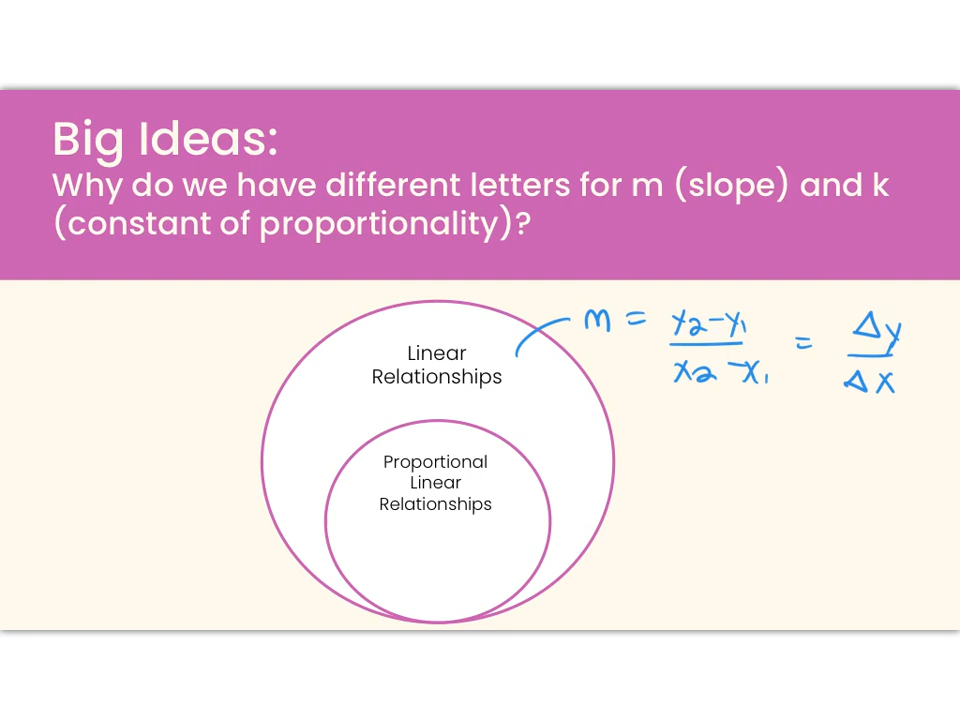 Big Ideas:
Why do we have different letters for m (slope) and k
(constant of proportionality)?
Linear
Relationships
m = y₂-y₁ / x₂-x₁ = Δy / Δx
Proportional
Linear
Relationships